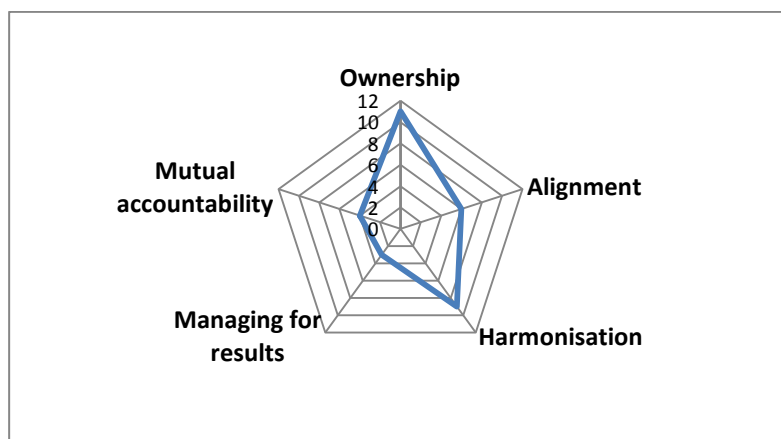 Ownership
12
10
8
6
4
2
0
Alignment
Harmonisation
Managing for
results
Mutual
accountability